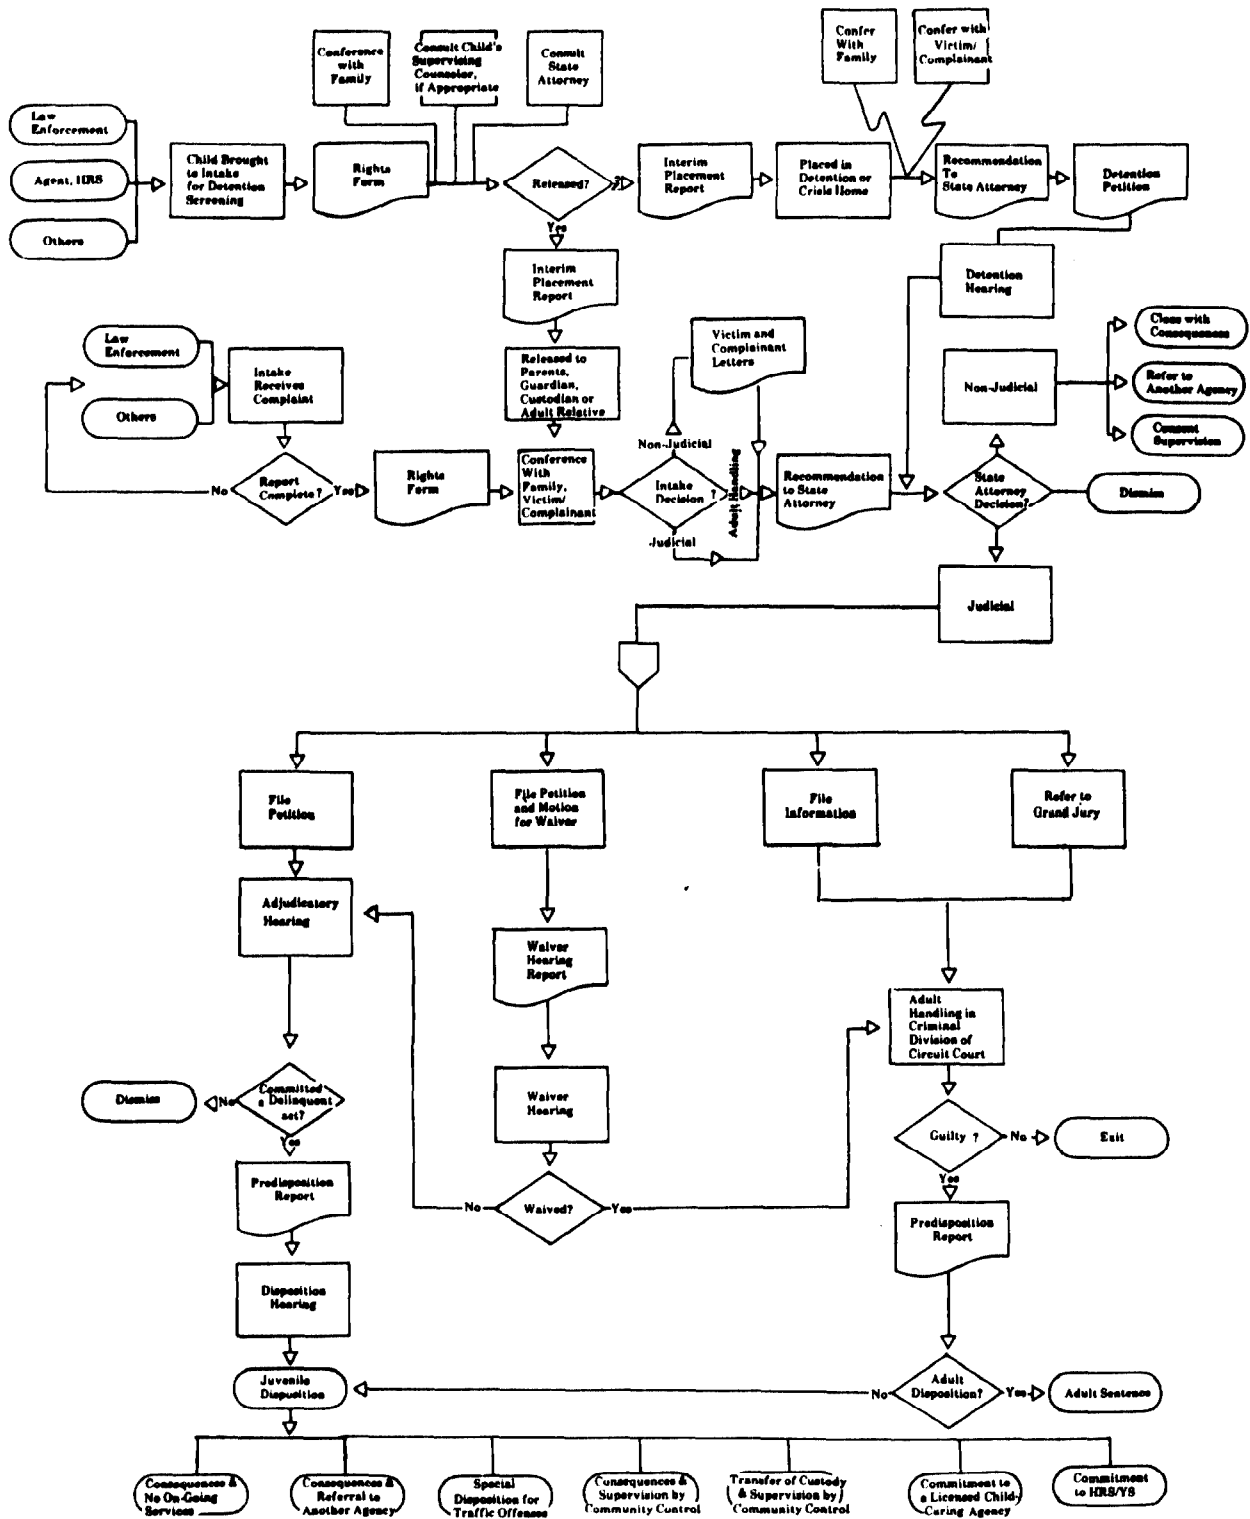 Conference
with
Family
Consult Child's
Supervising
Counselor,
if Appropriate
Consult
State
Attorney
Confer
With
Family
Confer with
Victim/
Complainant
Law
Enforcement
Agent, HRS
Others
Child Brought
to Intake
for Detention
Screening
Rights
Form
Released?
Yes
Interim
Placement
Report
Placed in
Detention or
Crisis Home
Recommendation
To
State Attorney
Detention
Petition
Interim
Placement
Report
Detention
Hearing
Law
Enforcement
Others
Intake
Receives
Complaint
Released to
Parents,
Guardian,
Custodian or
Adult Relative
Victim and
Complainant
Letters
Non-Judicial
Close with
Consequences
Refer to
Another Agency
Consent
Supervision
No
Report
Complete?
Yes
Rights
Form
Conference
With
Family,
Victim/
Complainant
Non-Judicial
Intake
Decision ?
Judicial
Adult Handling
Recommendation
to State
Attorney
State
Attorney
Decision?
Dismiss
Judicial
File
Petition
File Petition
and Motion
for Waiver
File
Information
Refer to
Grand Jury
Adjudicatory
Hearing
Waiver
Hearing
Report
Adult
Handling in
Criminal
Division of
Circuit Court
Dismiss
No
Committed
a Delinquent
act?
Yes
Waiver
Hearing
Guilty ?
No
Exit
Yes
Predisposition
Report
No
Waived?
Yes
Predisposition
Report
Disposition
Hearing
Juvenile
Disposition
No
Adult
Disposition?
Yes
Adult Sentence
Consequences &
No On-Going
Services
Consequences &
Referral to
Another Agency
Special
Disposition for
Traffic Offenses
Consequences &
Supervision by
Community Control
Transfer of Custody
& Supervision by
Community Control
Commitment to
a Licensed Child-
Caring Agency
Commitment
to HRS/YS